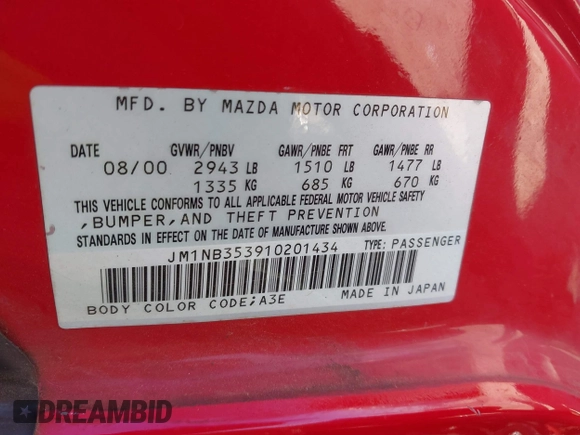 MFD. BY MAZDA MOTOR CORPORATION
DATE GVWR/PNBV GAWR/PNBE FRT GAWR/PNBE RR
08/00 2943 LB 1510 LB 1477 LB
1335 KG 685 KG 670 KG
THIS VEHICLE CONFORMS TO ALL APPLICABLE FEDERAL MOTOR VEHICLE SAFETY
,BUMPER,AND THEFT PREVENTION
STANDARDS IN EFFECT ON THE DATE OF MANUFACTURE SHOWN ABOVE.
JM1NB353910201434 TYPE: PASSENGER
BODY COLOR CODE;A3E MADE IN JAPAN
DREAMBID